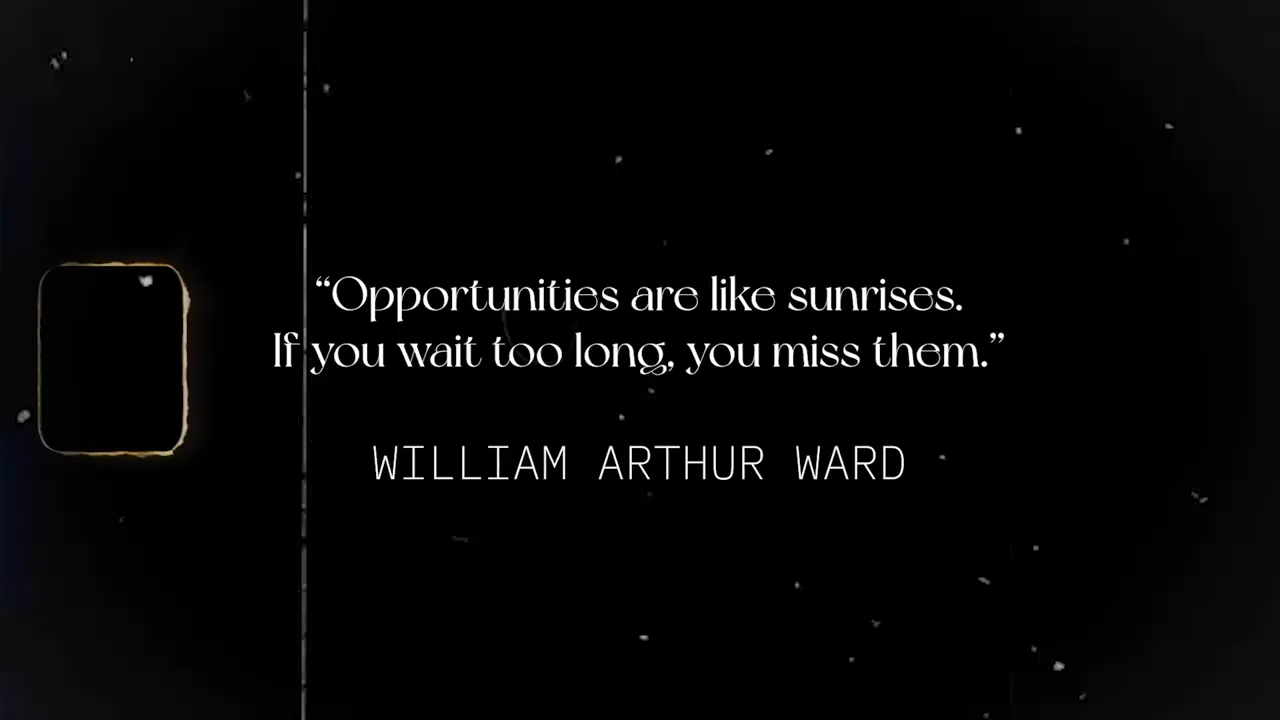 “Opportunities are like sunrises.
If you wait too long, you miss them.”
WILLIAM ARTHUR WARD